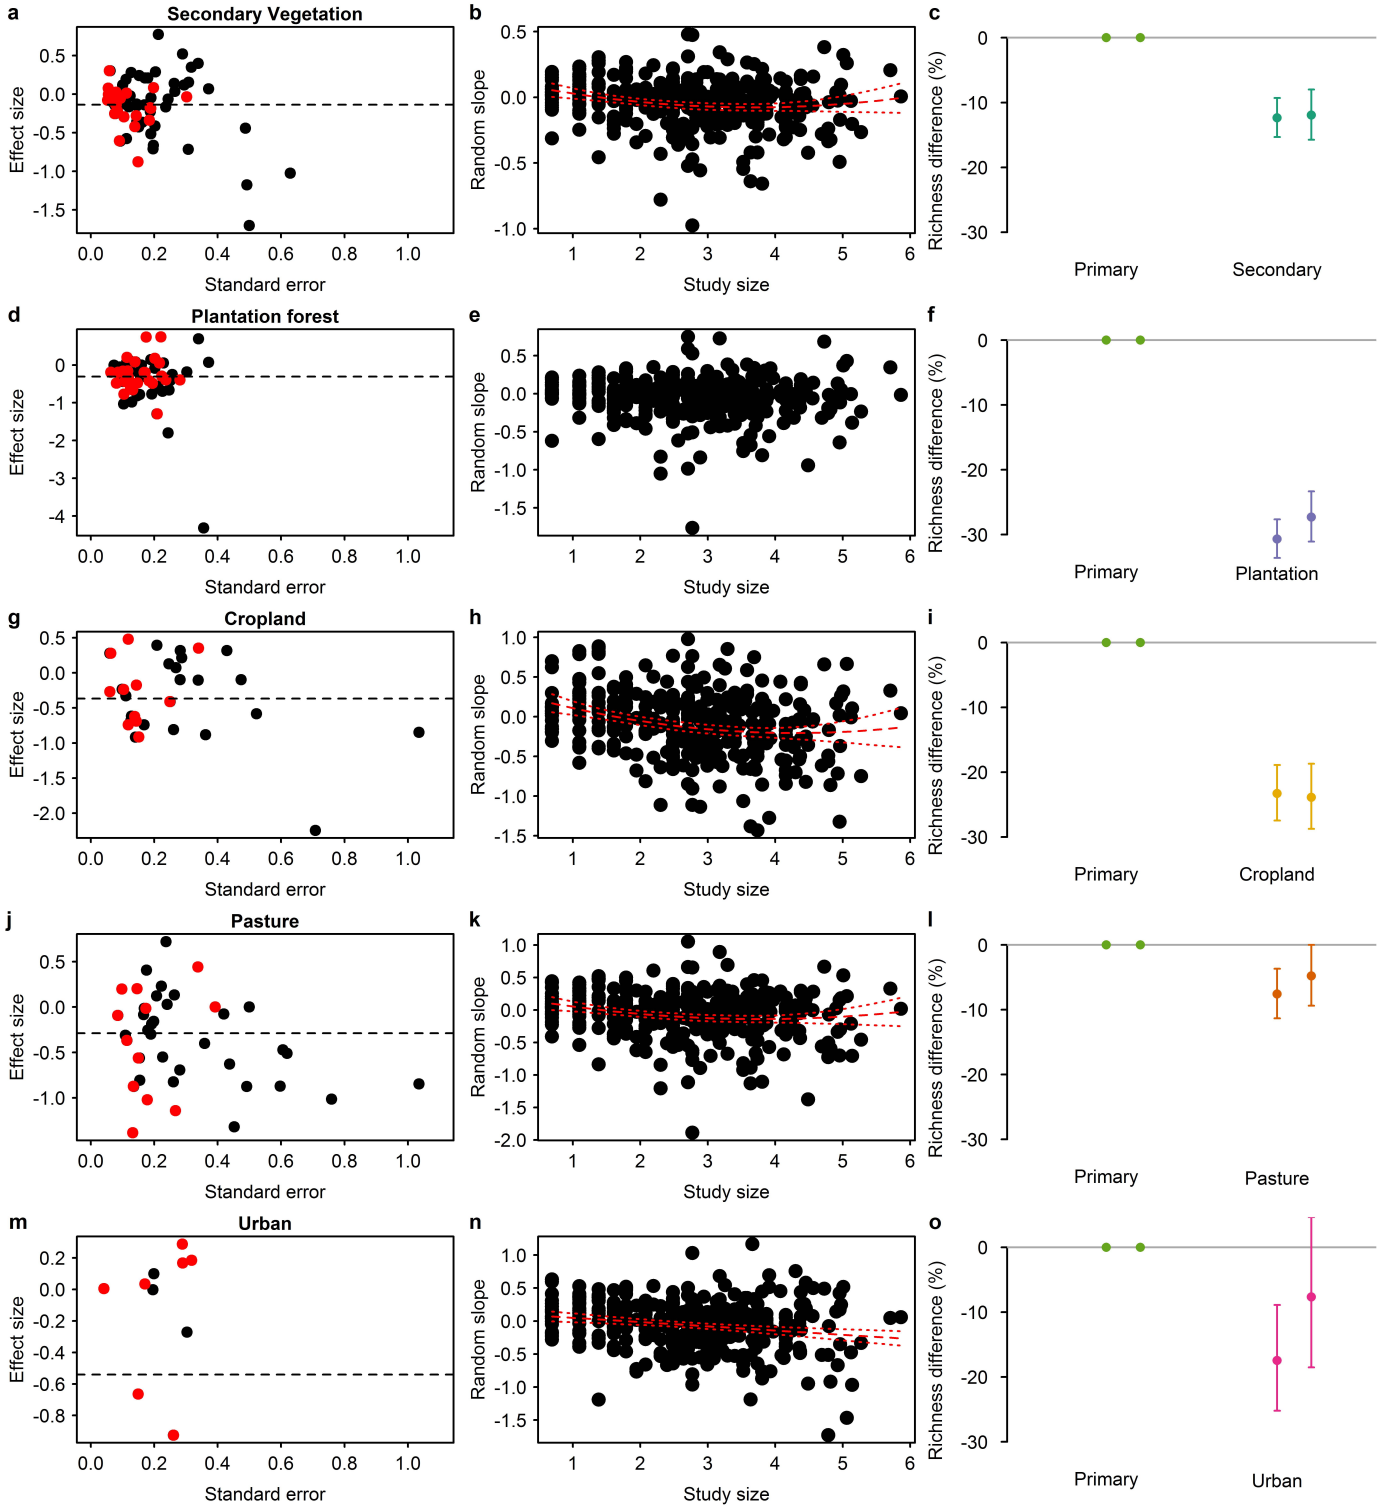 a Secondary Vegetation b c
0.5
0.0
-0.5
-1.0
-1.5
Effect size
0.0 0.2 0.4 0.6 0.8 1.0
Standard error
0.5
0.0
-0.5
-1.0
Random slope
1 2 3 4 5 6
Study size
0
-10
-20
-30
Richness difference (%)
Primary Secondary
d Plantation forest e f
0
-1
-2
-3
-4
Effect size
0.0 0.2 0.4 0.6 0.8 1.0
Standard error
0.5
0.0
-0.5
-1.0
-1.5
Random slope
1 2 3 4 5 6
Study size
0
-10
-20
-30
Richness difference (%)
Primary Plantation
g Cropland h i
0.5
0.0
-0.5
-1.0
-1.5
-2.0
Effect size
0.0 0.2 0.4 0.6 0.8 1.0
Standard error
1.0
0.5
0.0
-0.5
-1.0
-1.5
Random slope
1 2 3 4 5 6
Study size
0
-10
-20
-30
Richness difference (%)
Primary Cropland
j Pasture k l
0.5
0.0
-0.5
-1.0
Effect size
0.0 0.2 0.4 0.6 0.8 1.0
Standard error
1.0
0.5
0.0
-0.5
-1.0
-1.5
-2.0
Random slope
1 2 3 4 5 6
Study size
0
-10
-20
-30
Richness difference (%)
Primary Pasture
m Urban n o
0.2
0.0
-0.2
-0.4
-0.6
-0.8
Effect size
0.0 0.2 0.4 0.6 0.8 1.0
Standard error
1.0
0.5
0.0
-0.5
-1.0
-1.5
Random slope
1 2 3 4 5 6
Study size
0
-10
-20
-30
Richness difference (%)
Primary Urban